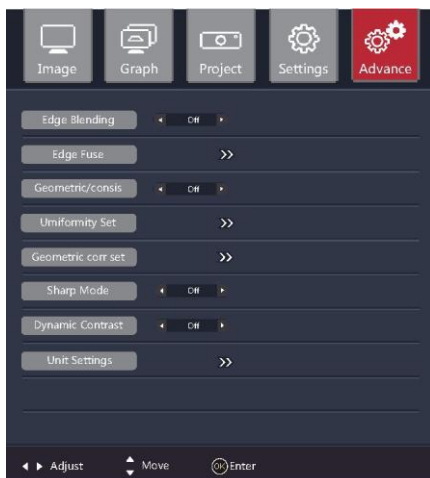 Image Graph Project Settings Advance
Edge Blending Off
Edge Fuse >>
Geometric/consis Off
Umiformity Set >>
Geometric corr set >>
Sharp Mode Off
Dynamic Contrast Off
Unit Settings >>
Adjust Move OK Enter